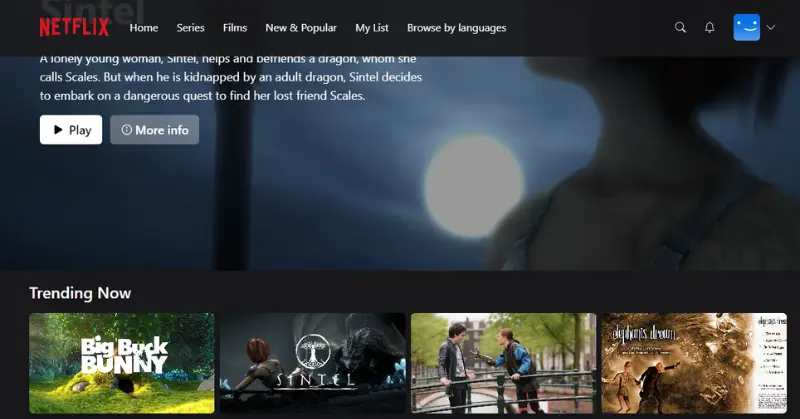 Sintel
NETFLIX
Home
Series
Films
New & Popular
My List
Browse by languages
A lonely young woman, Sintel, helps and befriends a dragon, whom she
calls Scales. But when he is kidnapped by an adult dragon, Sintel decides
to embark on a dangerous quest to find her lost friend Scales.
Play
More info
Trending Now
Big Buck
BUNNY
SINTEL
elephants dream